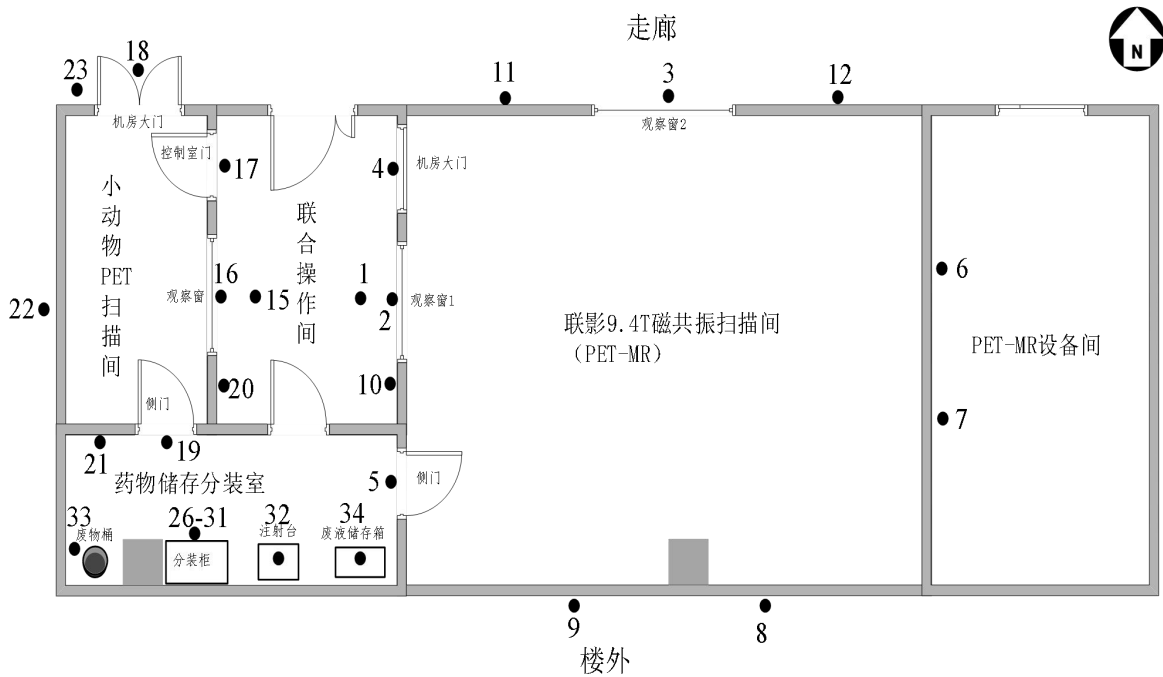 走廊
N
18
23
11
3
12
机房大门
观察窗2
控制室门
17
4
机房大门
小动物PET扫描间
联合操作间
6
16
15
1
2
观察窗
观察窗1
22
联影9.4T磁共振扫描间
（PET-MR）
PET-MR设备间
20
10
侧门
7
21
19
药物储存分装室
5
侧门
33
26-31
32
34
废物桶
注射台
废液储存箱
分装柜
9
8
楼外